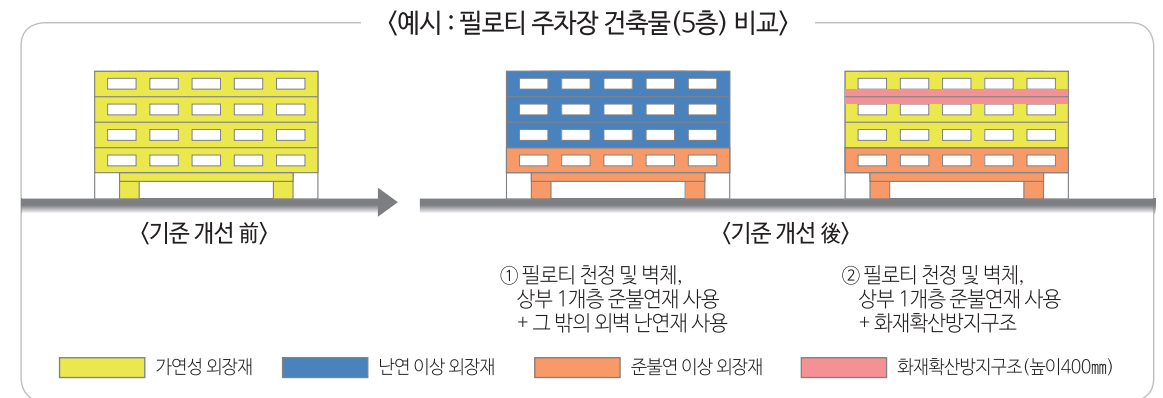 〈예시 : 필로티 주차장 건축물(5층) 비교〉
〈기준 개선 前〉
〈기준 개선 後〉
① 필로티 천정 및 벽체,
상부 1개층 준불연재 사용
+ 그 밖의 외벽 난연재 사용
② 필로티 천정 및 벽체,
상부 1개층 준불연재 사용
+ 화재확산방지구조
가연성 외장재
난연 이상 외장재
준불연 이상 외장재
화재확산방지구조(높이400㎜)